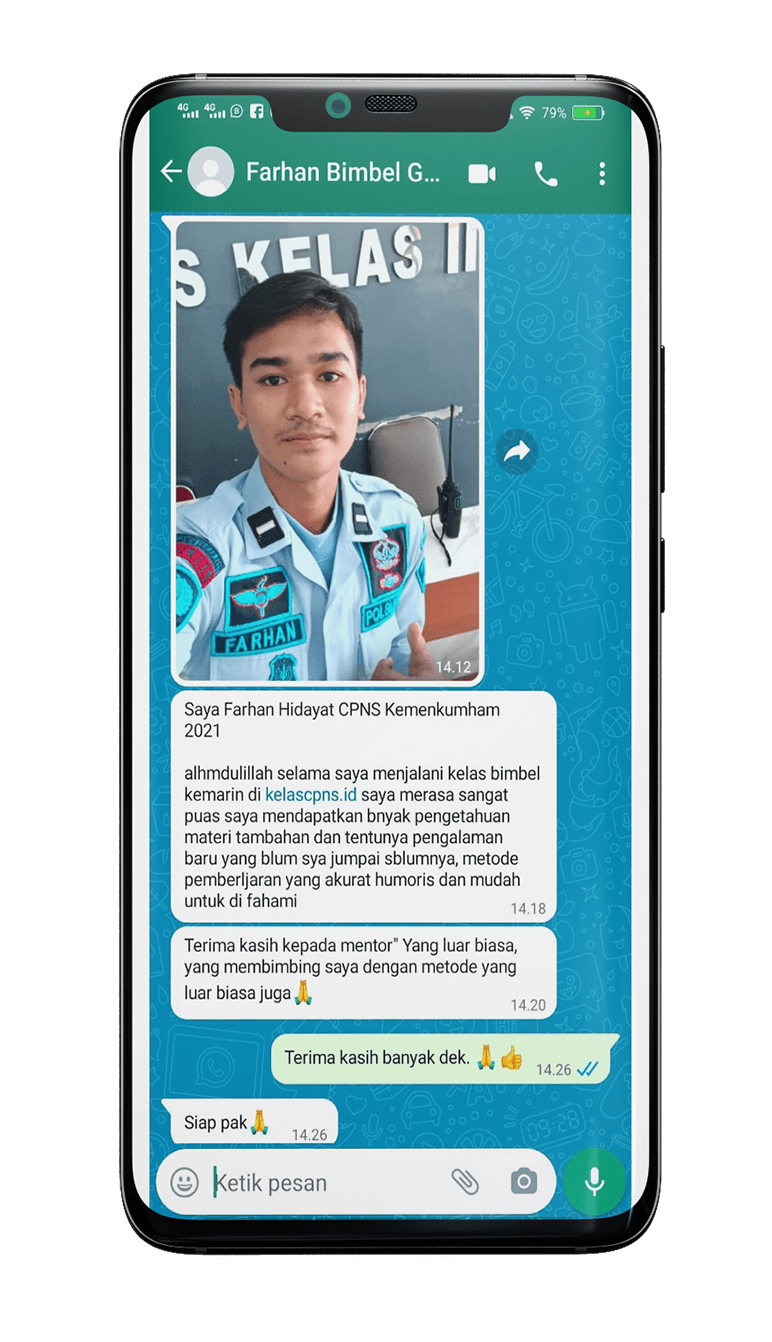 4G 4G
79%
Farhan Bimbel G...
S KELAS II
FARHAN
14.12
Saya Farhan Hidayat CPNS Kemenkumham
2021
alhmdulillah selama saya menjalani kelas bimbel
kemarin di kelascpns.id saya merasa sangat
puas saya mendapatkan bnyak pengetahuan
materi tambahan dan tentunya pengalaman
baru yang blum sya jumpai sblumnya, metode
pemberljaran yang akurat humoris dan mudah
untuk di fahami
14.18
Terima kasih kepada mentor" Yang luar biasa,
yang membimbing saya dengan metode yang
luar biasa juga🙏
14.20
Terima kasih banyak dek. 🙏👍
14.26
Siap pak🙏
14.26
Ketik pesan